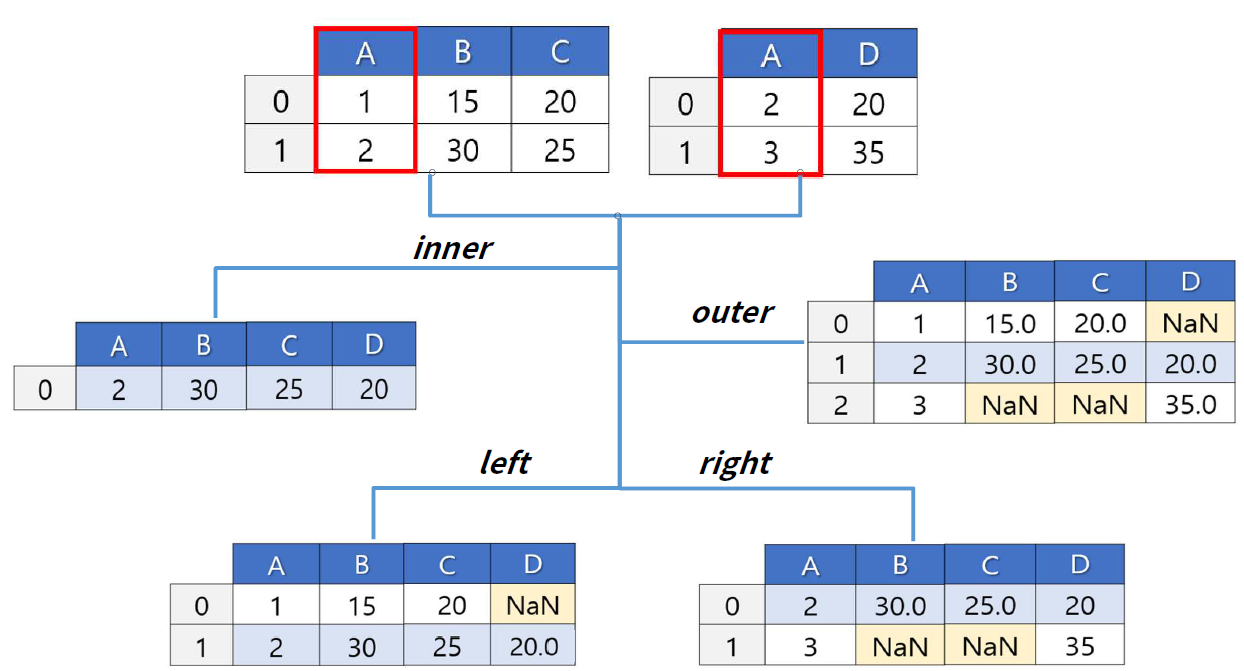 A B C
0 1 15 20
1 2 30 25
A D
0 2 20
1 3 35
inner
A B C D
0 2 30 25 20
outer
A B C D
0 1 15.0 20.0 NaN
1 2 30.0 25.0 20.0
2 3 NaN NaN 35.0
left
A B C D
0 1 15 20 NaN
1 2 30 25 20.0
right
A B C D
0 2 30.0 25.0 20
1 3 NaN NaN 35